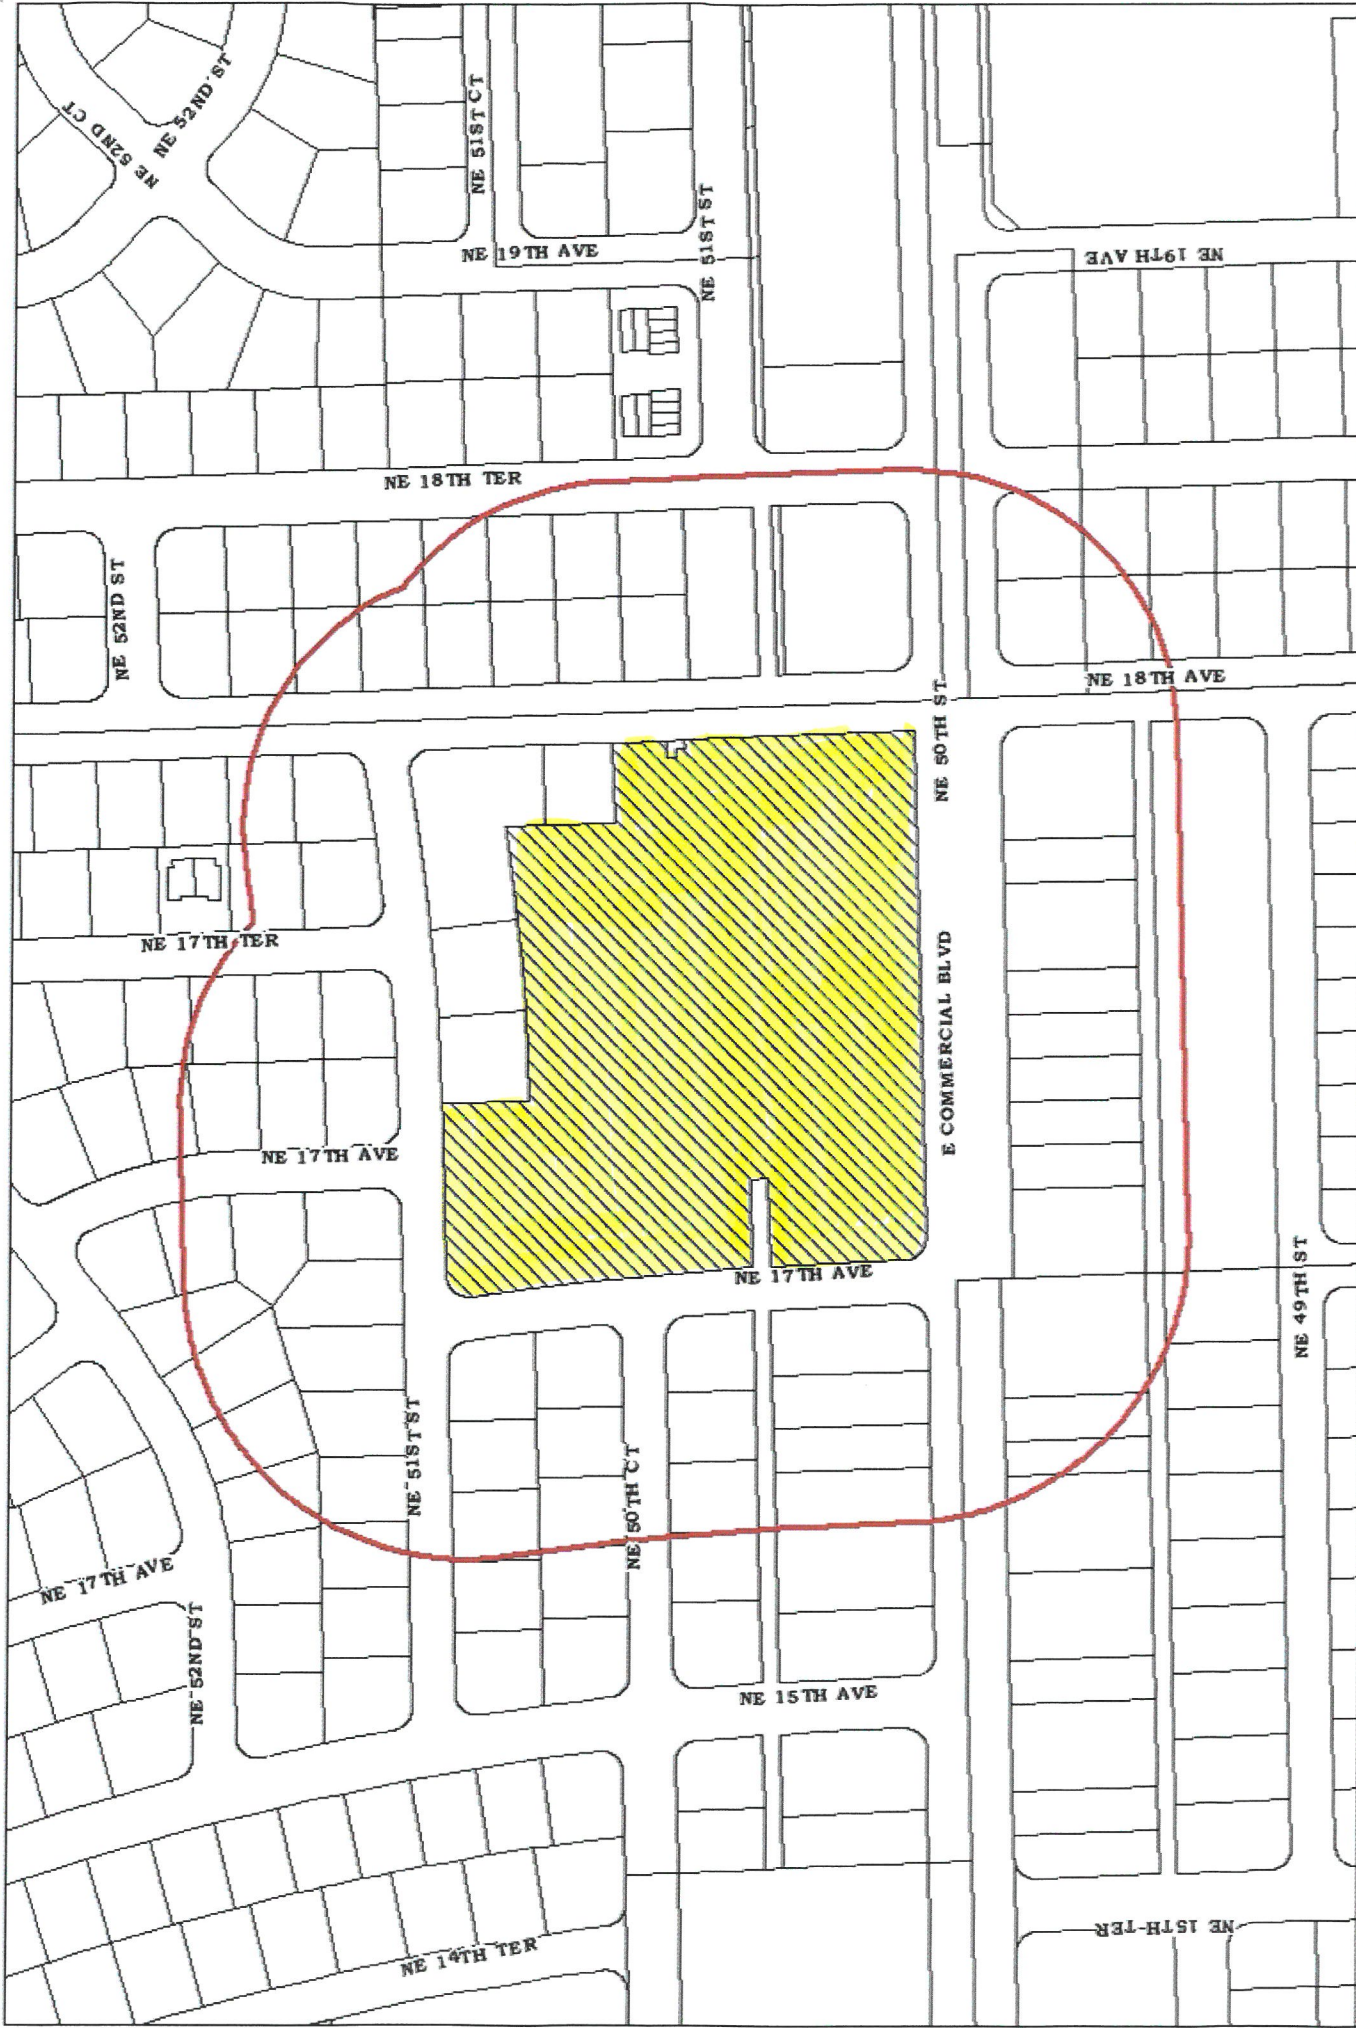 NE 52ND ST
NE 52ND CT
NE 51ST CT
NE 51ST ST
NE 19TH AVE
NE 19TH AVE
NE 18TH TER
NE 52ND ST
NE 18TH AVE
NE 50TH ST
NE 17TH TER
E COMMERCIAL BLVD
NE 17TH AVE
NE 17TH AVE
NE 49TH ST
NE 51ST ST
NE 50TH CT
NE 17TH AVE
NE 52ND ST
NE 15TH AVE
NE 15TH TER
NE 14TH TER